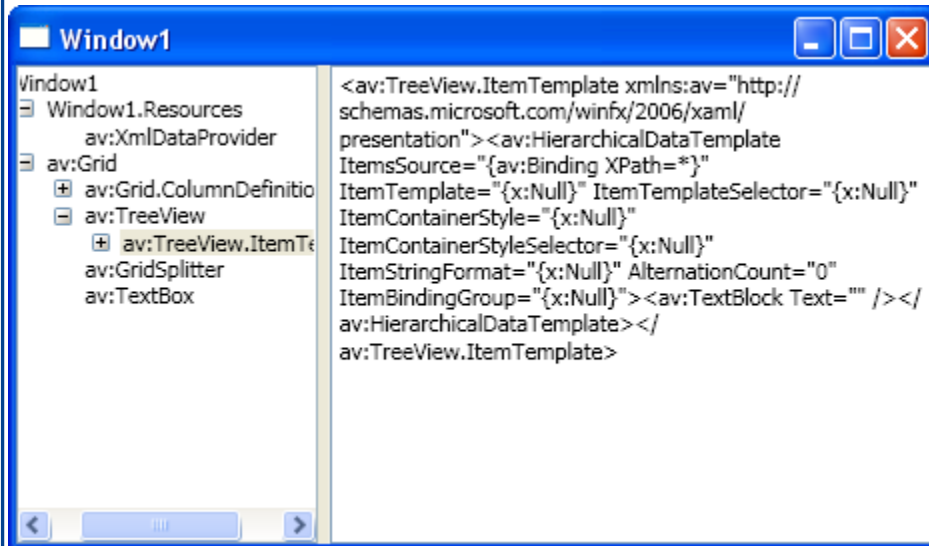 Window1
Window1
Window1.Resources
av:XmlDataProvider
av:Grid
av:Grid.ColumnDefinitio
av:TreeView
av:TreeView.ItemTe
av:GridSplitter
av:TextBox
<av:TreeView.ItemTemplate xmlns:av="http://
schemas.microsoft.com/winfx/2006/xaml/
presentation"><av:HierarchicalDataTemplate
ItemsSource="{av:Binding XPath=*}"
ItemTemplate="{x:Null}" ItemTemplateSelector="{x:Null}"
ItemContainerStyle="{x:Null}"
ItemContainerStyleSelector="{x:Null}"
ItemStringFormat="{x:Null}" AlternationCount="0"
ItemBindingGroup="{x:Null}"><av:TextBlock Text="" /></
av:HierarchicalDataTemplate></
av:TreeView.ItemTemplate>